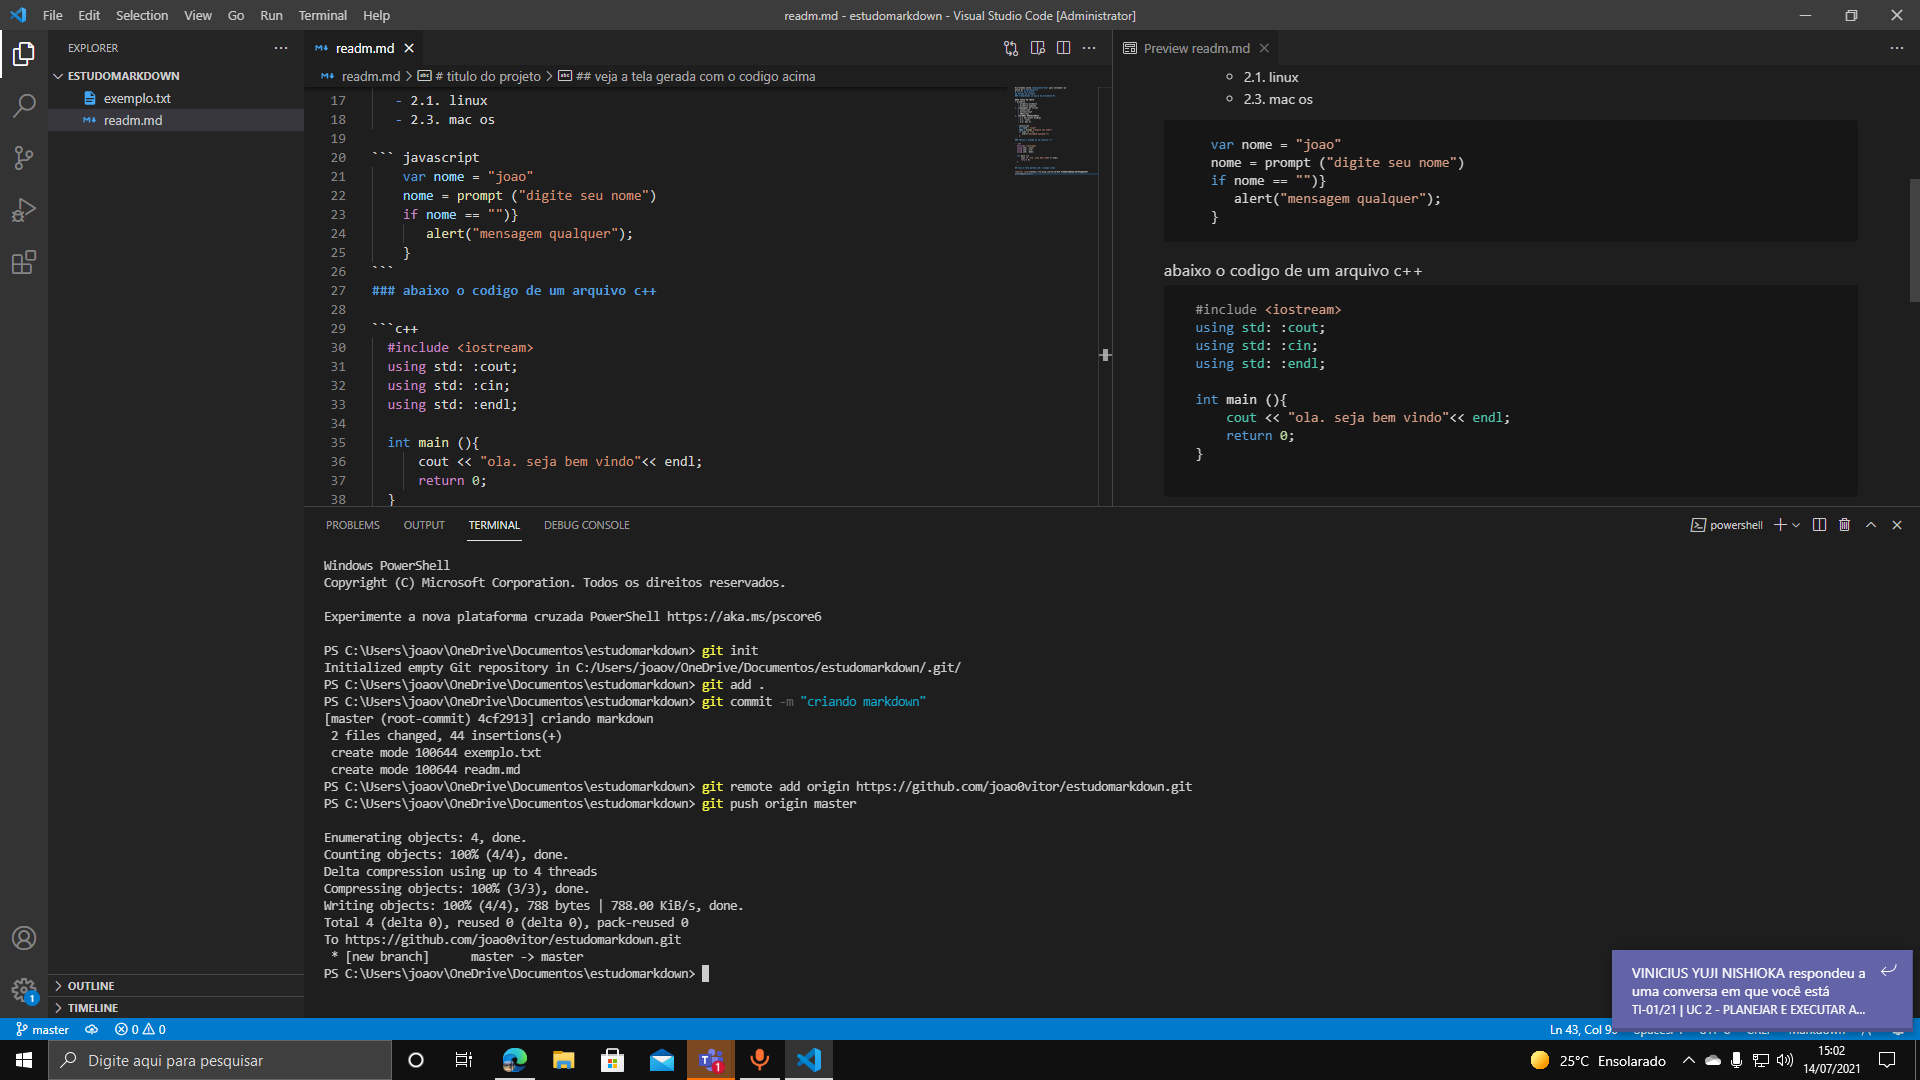 File Edit Selection View Go Run Terminal Help
readm.md - estudomarkdown - Visual Studio Code [Administrator]
EXPLORER
ESTUDOMARKDOWN
exemplo.txt
readm.md
OUTLINE
TIMELINE
readm.md
readm.md > # titulo do projeto > ## veja a tela gerada com o codigo acima
17 - 2.1. linux
18 - 2.3. mac os
19
20 ``` javascript
21 var nome = "joao"
22 nome = prompt ("digite seu nome")
23 if nome == "")}
24 alert("mensagem qualquer");
25 }
26 ```
27 ### abaixo o codigo de um arquivo c++
28
29 ```c++
30 #include <iostream>
31 using std: :cout;
32 using std: :cin;
33 using std: :endl;
34
35 int main (){
36 cout << "ola. seja bem vindo"<< endl;
37 return 0;
38 }
Preview readm.md
2.1. linux
2.3. mac os
var nome = "joao"
nome = prompt ("digite seu nome")
if nome == "")}
alert("mensagem qualquer");
}
abaixo o codigo de um arquivo c++
#include <iostream>
using std: :cout;
using std: :cin;
using std: :endl;
int main (){
cout << "ola. seja bem vindo"<< endl;
return 0;
}
PROBLEMS OUTPUT TERMINAL DEBUG CONSOLE
powershell
Windows PowerShell
Copyright (C) Microsoft Corporation. Todos os direitos reservados.
Experimente a nova plataforma cruzada PowerShell https://aka.ms/pscore6
PS C:\Users\joaov\OneDrive\Documentos\estudomarkdown> git init
Initialized empty Git repository in C:/Users/joaov/OneDrive/Documentos/estudomarkdown/.git/
PS C:\Users\joaov\OneDrive\Documentos\estudomarkdown> git add .
PS C:\Users\joaov\OneDrive\Documentos\estudomarkdown> git commit -m "criando markdown"
[master (root-commit) 4cf2913] criando markdown
2 files changed, 44 insertions(+)
create mode 100644 exemplo.txt
create mode 100644 readm.md
PS C:\Users\joaov\OneDrive\Documentos\estudomarkdown> git remote add origin https://github.com/joao0vitor/estudomarkdown.git
PS C:\Users\joaov\OneDrive\Documentos\estudomarkdown> git push origin master
Enumerating objects: 4, done.
Counting objects: 100% (4/4), done.
Delta compression using up to 4 threads
Compressing objects: 100% (3/3), done.
Writing objects: 100% (4/4), 788 bytes | 788.00 KiB/s, done.
Total 4 (delta 0), reused 0 (delta 0), pack-reused 0
To https://github.com/joao0vitor/estudomarkdown.git
* [new branch] master -> master
PS C:\Users\joaov\OneDrive\Documentos\estudomarkdown>
VINICIUS YUJI NISHIOKA respondeu a
uma conversa em que você está
TI-01/21 | UC 2 - PLANEJAR E EXECUTAR A...
1
master 0 0
Ln 43, Col 9
Digite aqui para pesquisar
1
25°C Ensolarado
15:02
14/07/2021